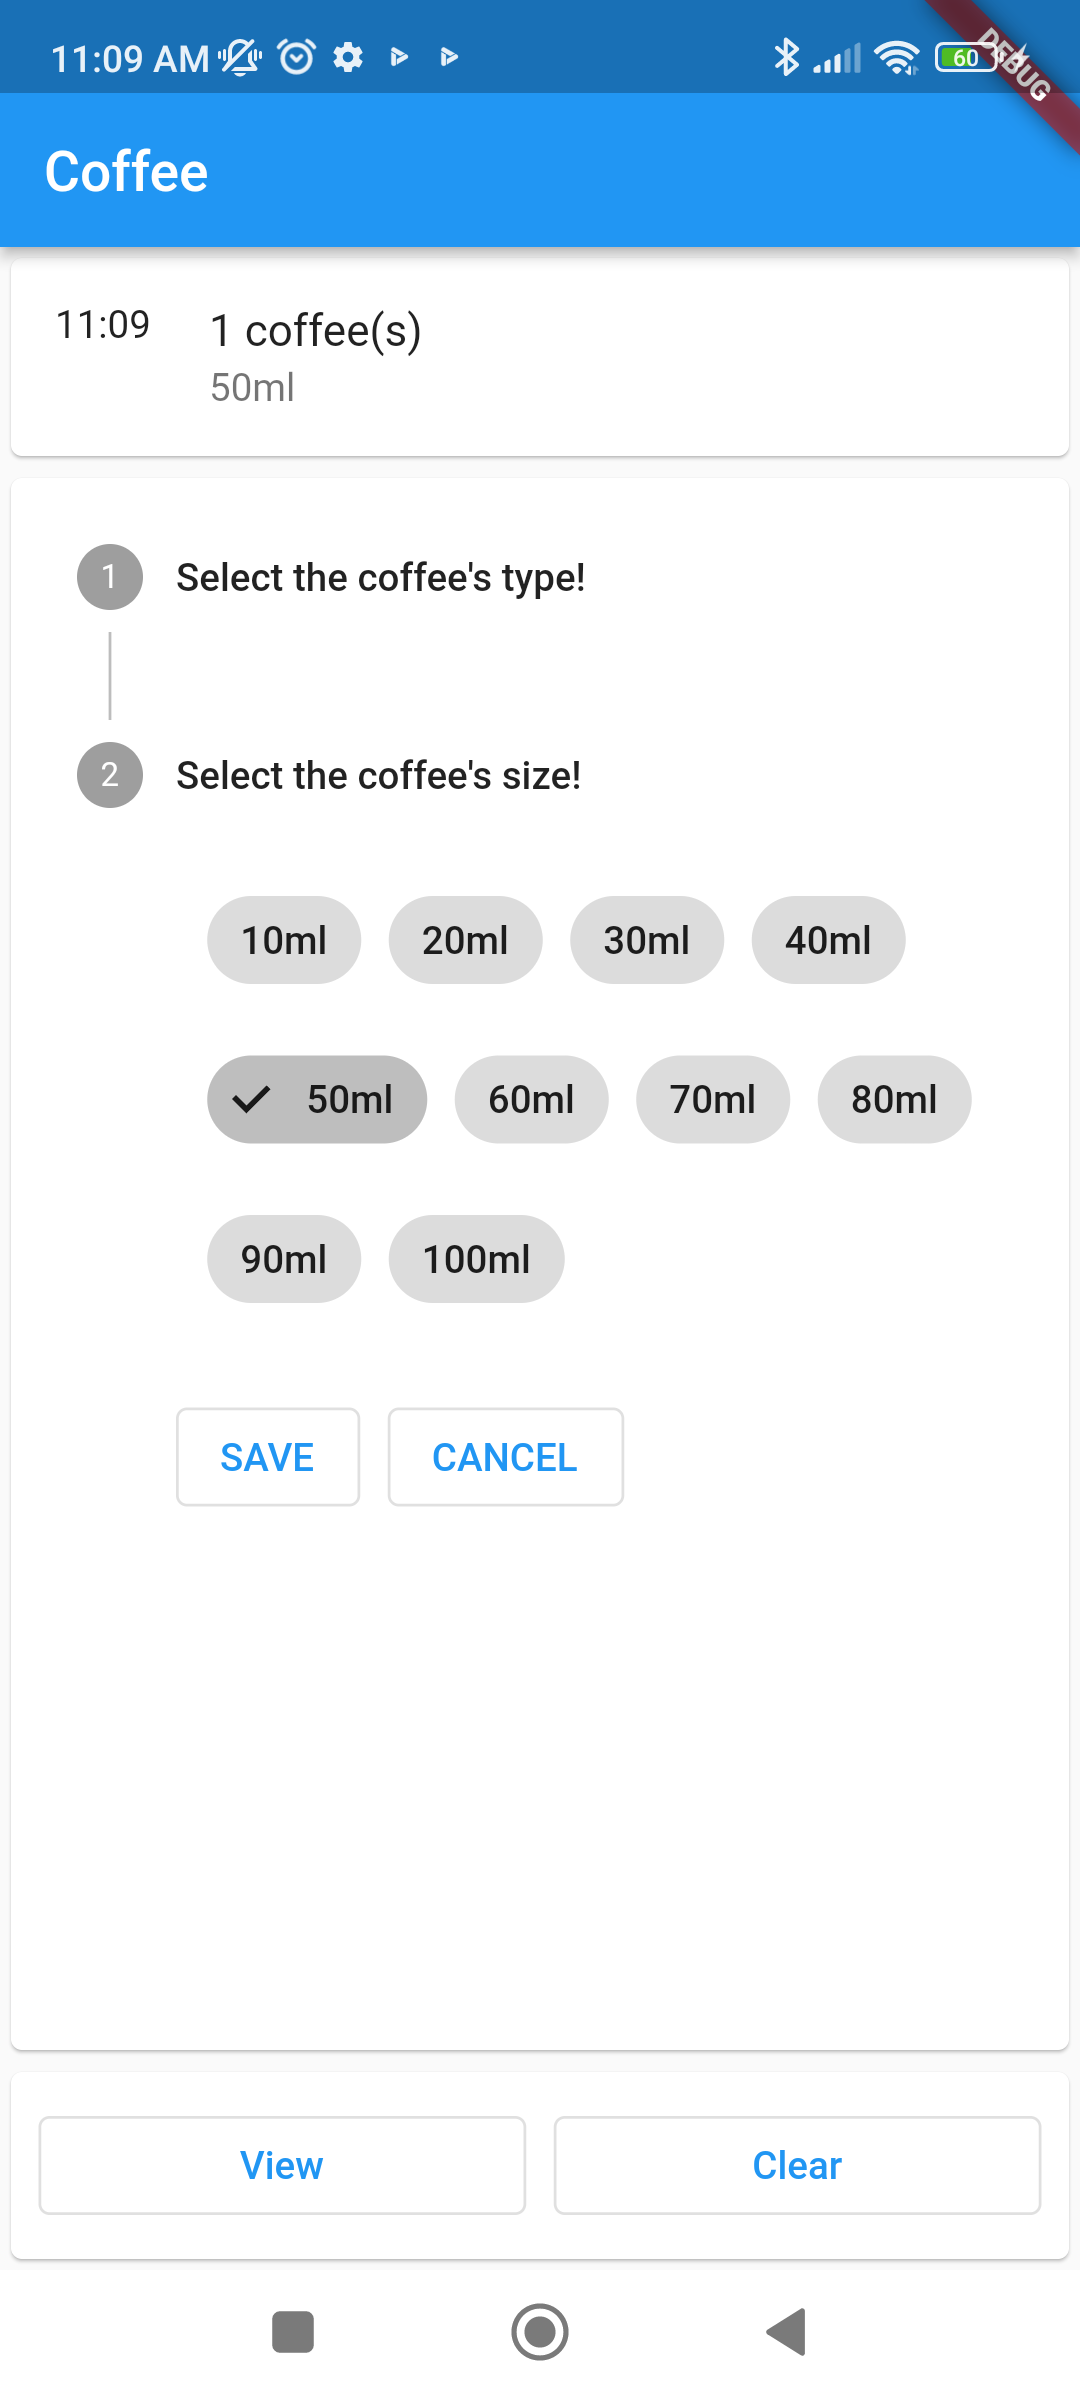 11:09 AM
60
DEBUG
Coffee
11:09
1 coffee(s)
50ml
1
Select the coffee's type!
2
Select the coffee's size!
10ml 20ml 30ml 40ml
50ml 60ml 70ml 80ml
90ml 100ml
SAVE CANCEL
View Clear